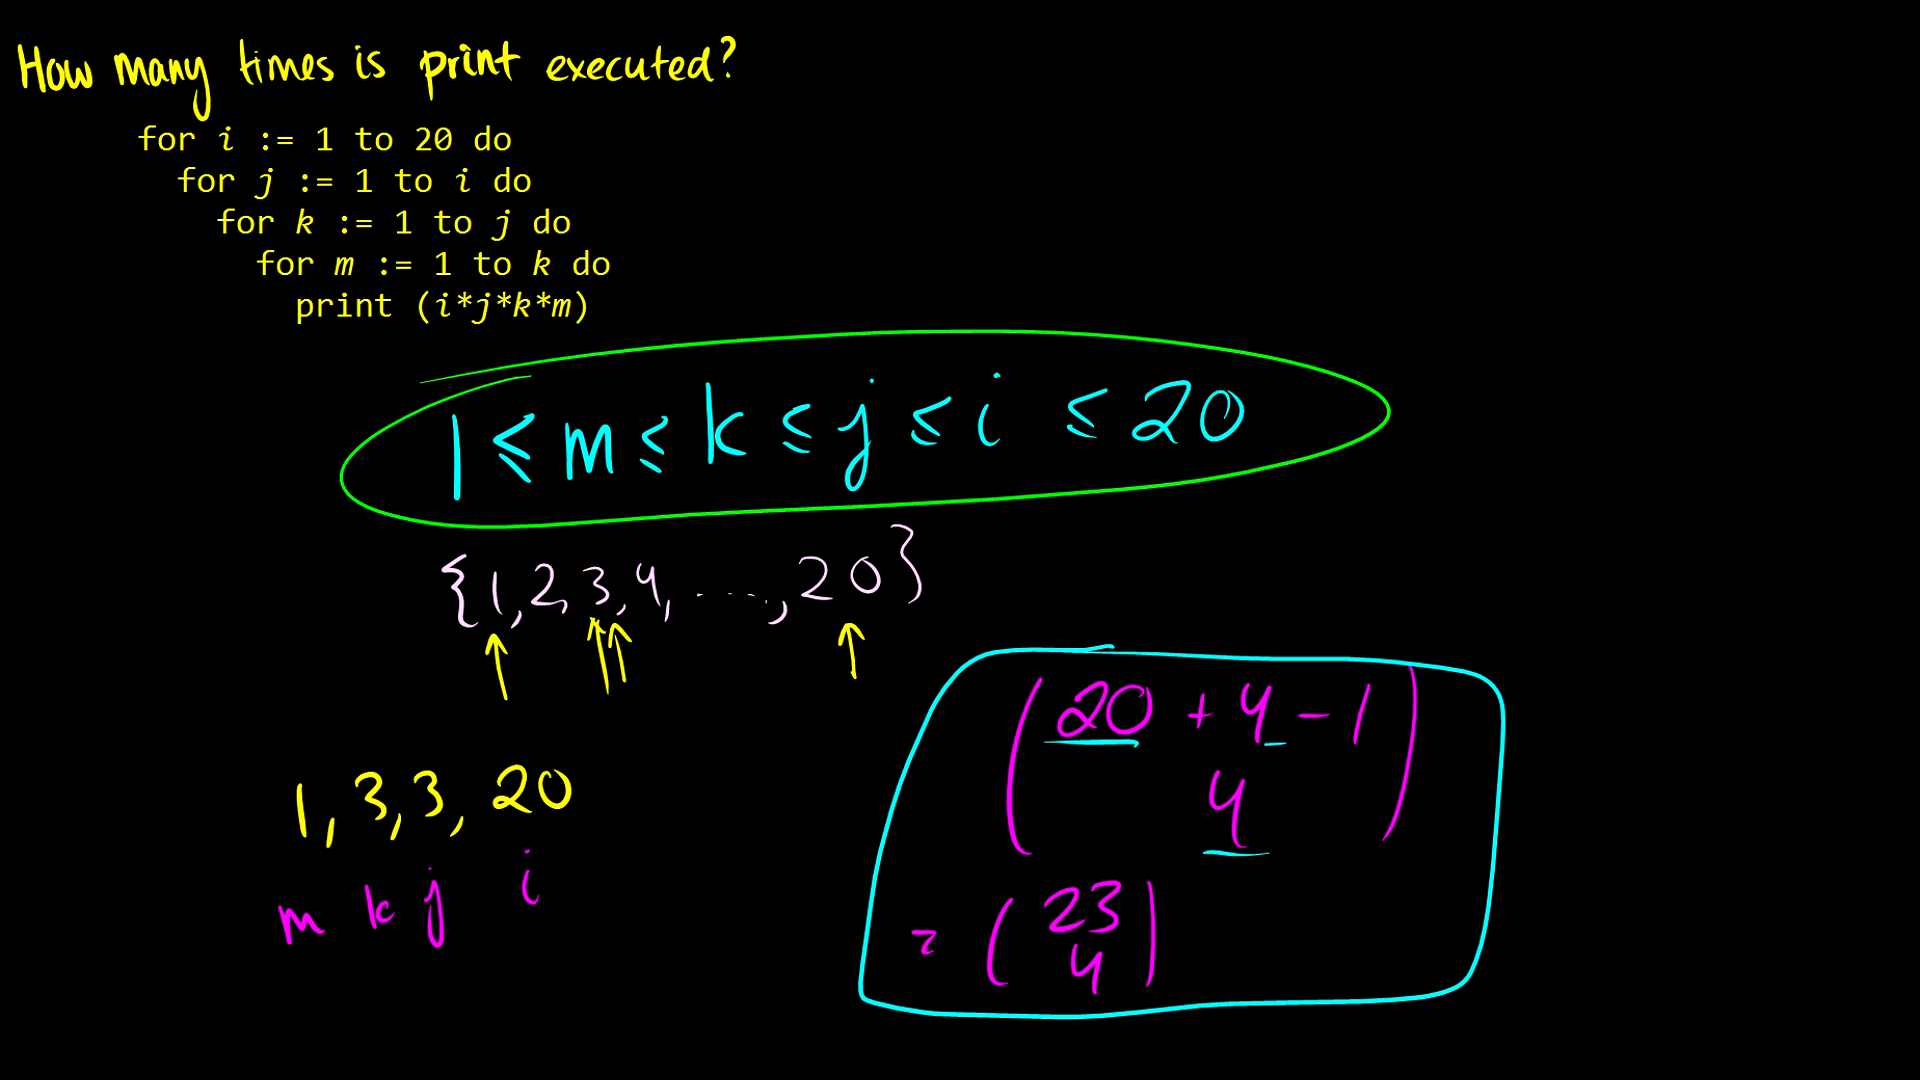 How many times is print executed?
for i := 1 to 20 do
for j := 1 to i do
for k := 1 to j do
for m := 1 to k do
print (i*j*k*m)
1 ≤ m ≤ k ≤ j ≤ i ≤ 20
{1,2,3,4, ....., 20}
(20 + 4 - 1
4)
1, 3, 3, 20
m k j i
= (23
4)